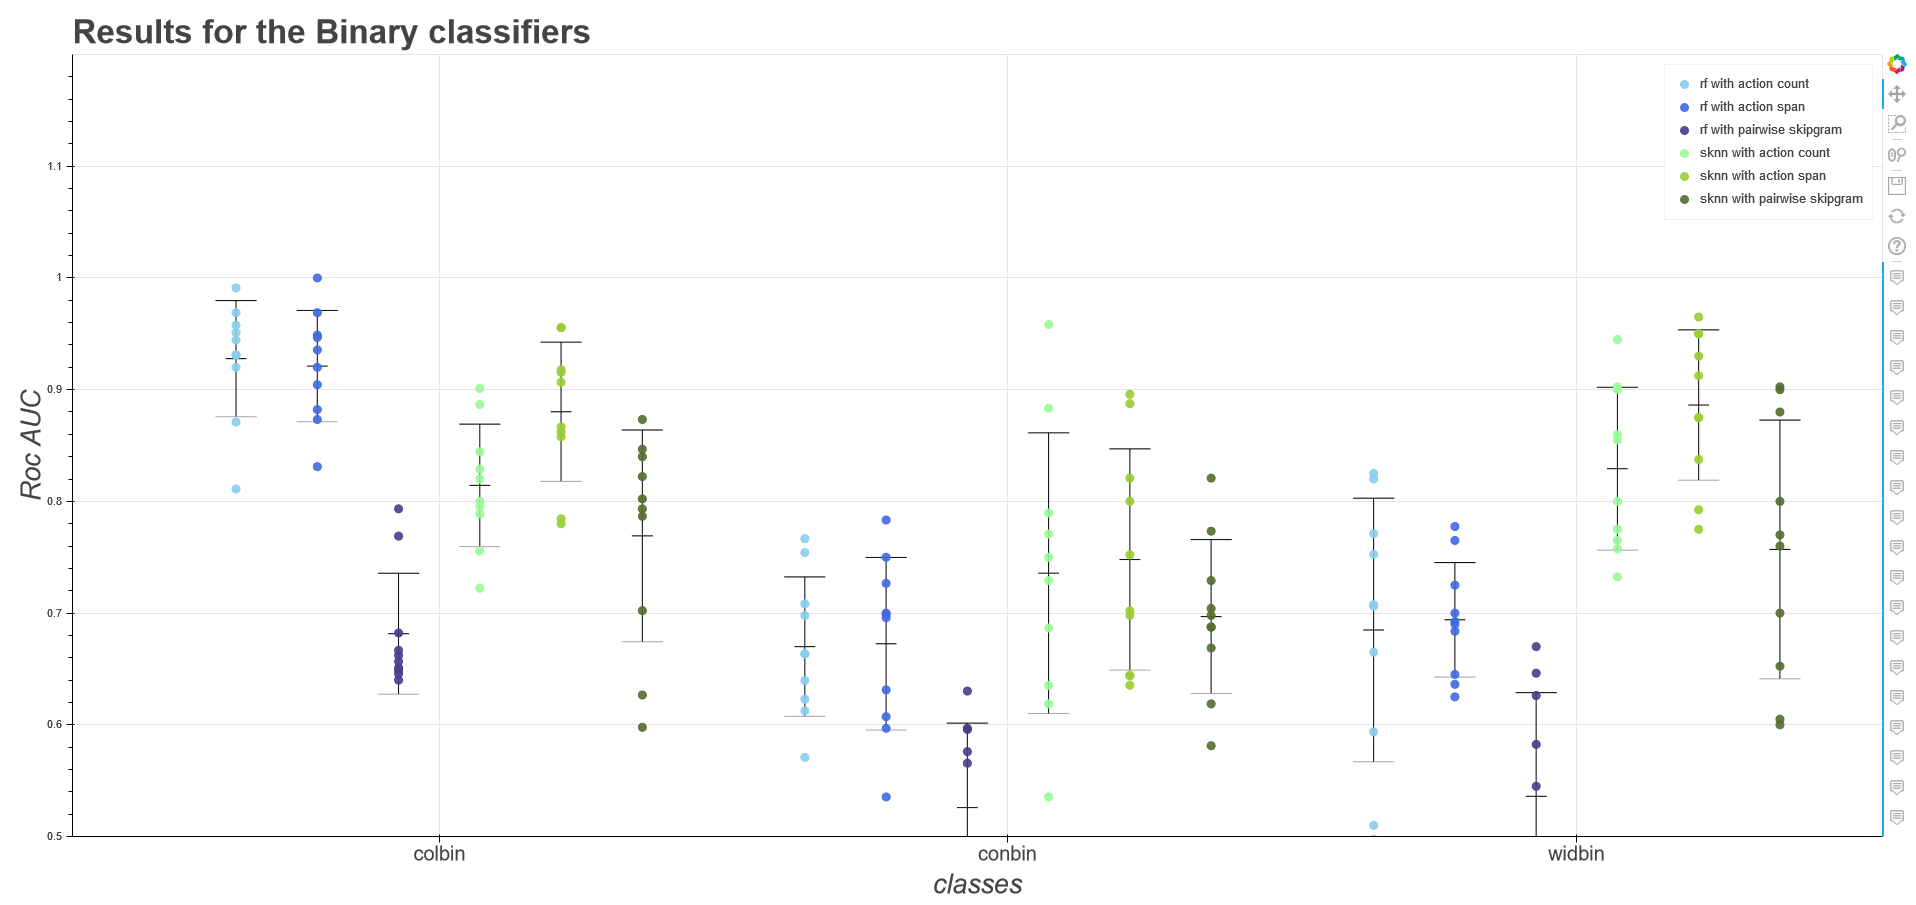 Results for the Binary classifiers
rf with action count
rf with action span
rf with pairwise skipgram
sknn with action count
sknn with action span
sknn with pairwise skipgram
Roc AUC
1.1
1
0.9
0.8
0.7
0.6
0.5
colbin
conbin
widbin
classes